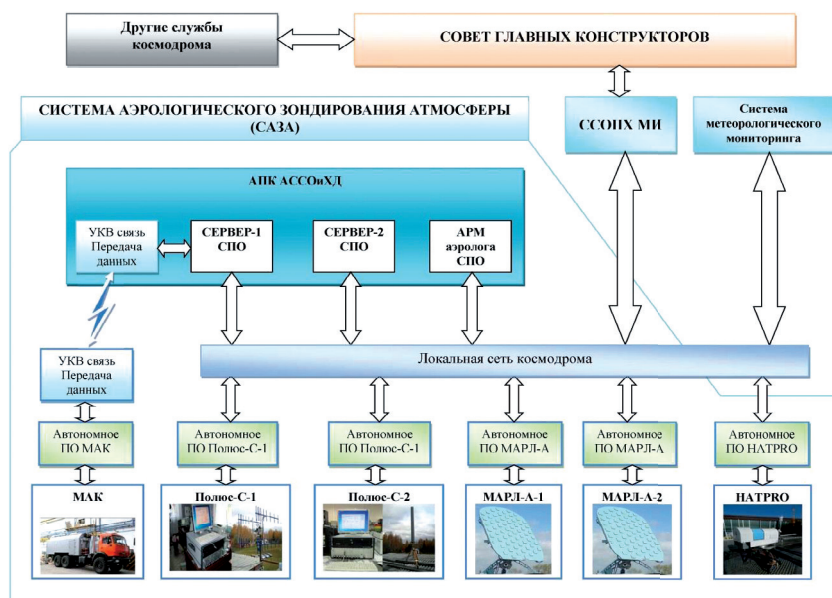 Другие службы
космодрома
СОВЕТ ГЛАВНЫХ КОНСТРУКТОРОВ
СИСТЕМА АЭРОЛОГИЧЕСКОГО ЗОНДИРОВАНИЯ АТМОСФЕРЫ
(САЗА)
ССОПХ МИ
Система
метеорологического
мониторинга
АПК АССОиХД
УКВ связь
Передача
данных
СЕРВЕР-1
СПО
СЕРВЕР-2
СПО
АРМ
аэролога
СПО
УКВ связь
Передача
данных
Локальная сеть космодрома
Автономное
ПО МАК
Автономное
ПО Полюс-С-1
Автономное
ПО Полюс-С-1
Автономное
ПО МАРЛ-А
Автономное
ПО МАРЛ-А
Автономное
ПО HATPRO
МАК
Полюс-С-1
Полюс-С-2
МАРЛ-А-1
МАРЛ-А-2
HATPRO